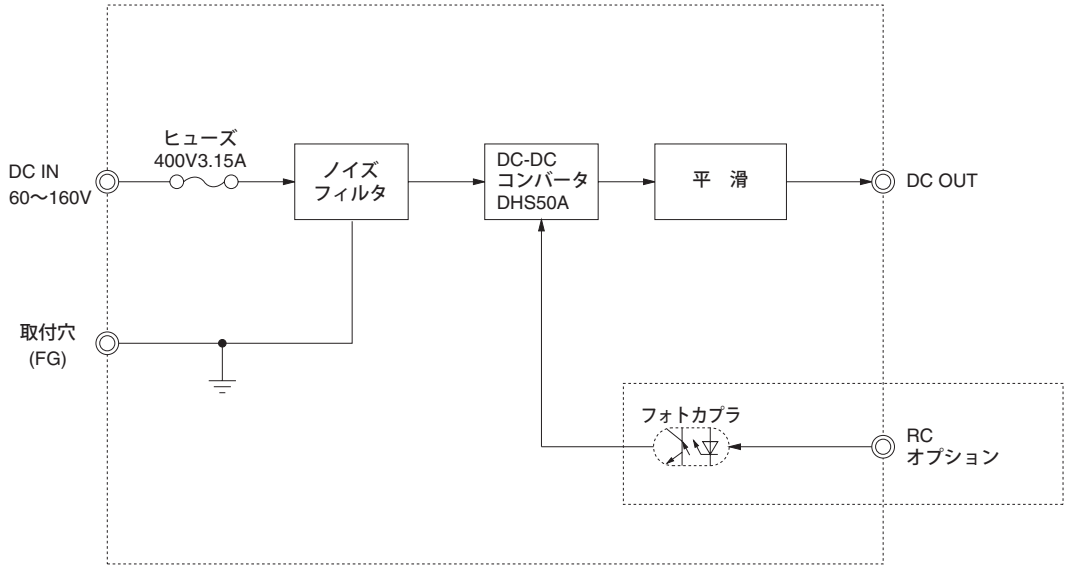 ヒューズ
400V3.15A
DC IN
60〜160V
ノイズ
フィルタ
DC-DC
コンバータ
DHS50A
平 滑
DC OUT
取付穴
(FG)
フォトカプラ
RC
オプション